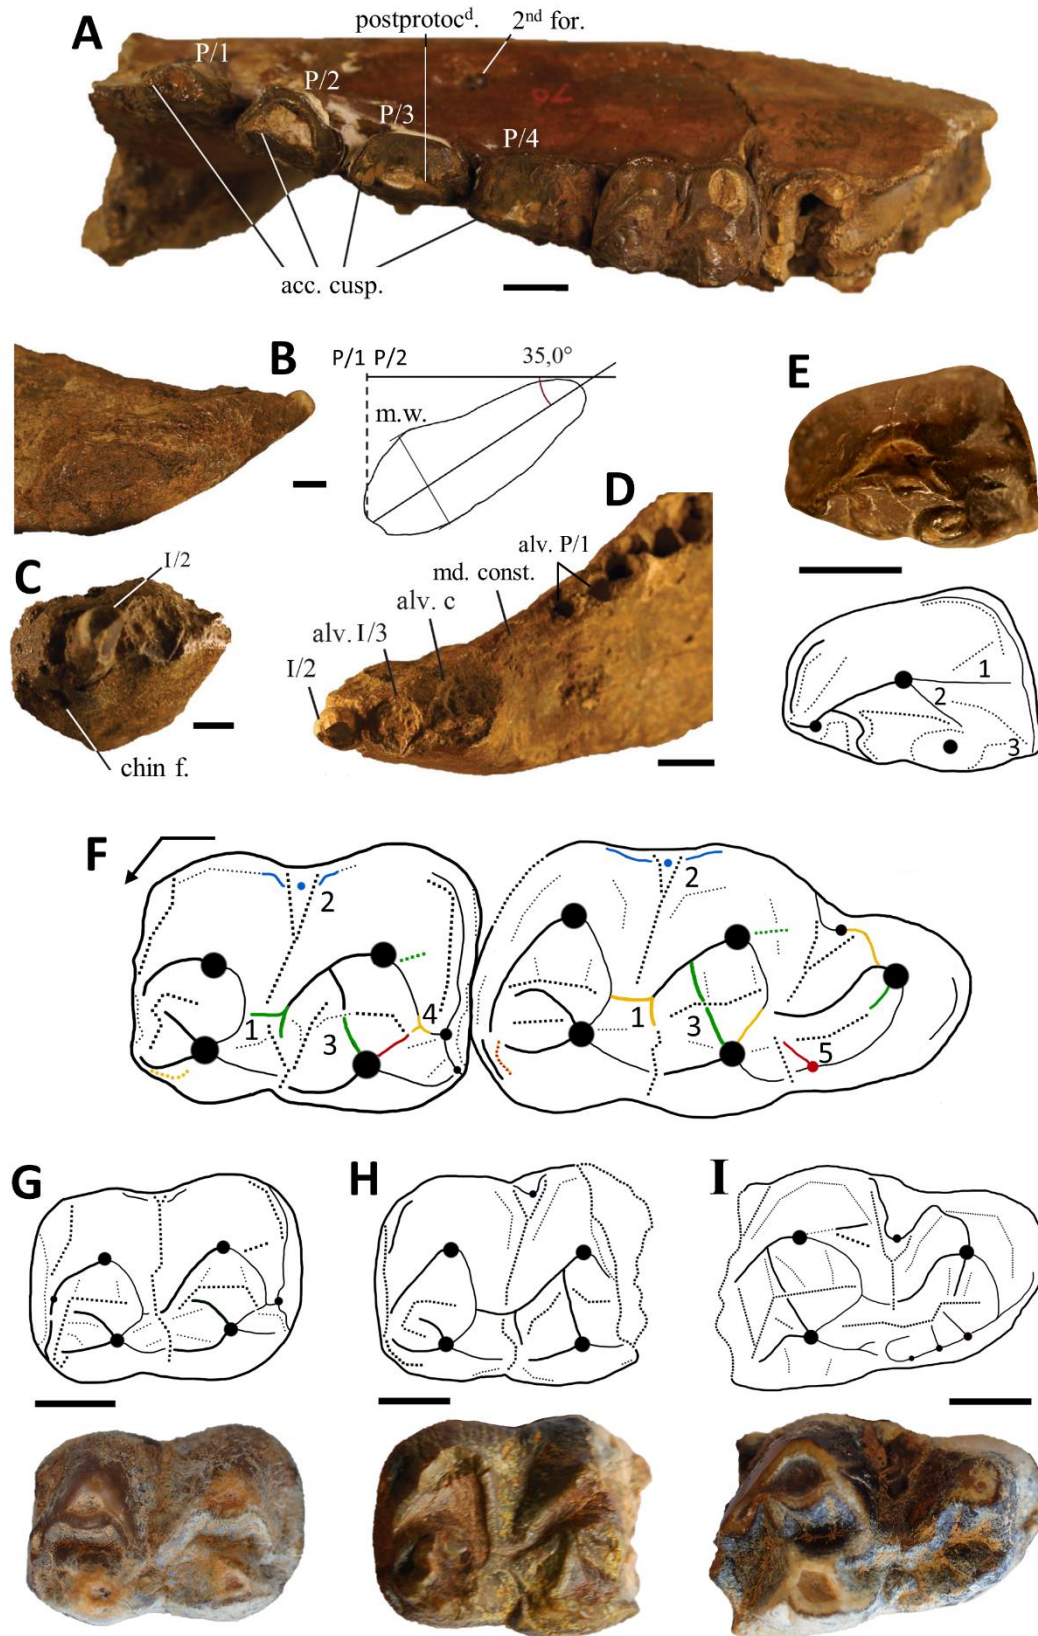 A
postprotocᵈ.
2ⁿᵈ for.
P/1
P/2
P/3
P/4
70
acc. cusp.
B
P/1 P/2
35,0°
m.w.
C
I/2
chin f.
D
alv. P/1
md. const.
alv. c
alv. I/3
I/2
E
1
2
3
F
2
1
3
4
2
1
3
5
G
H
I